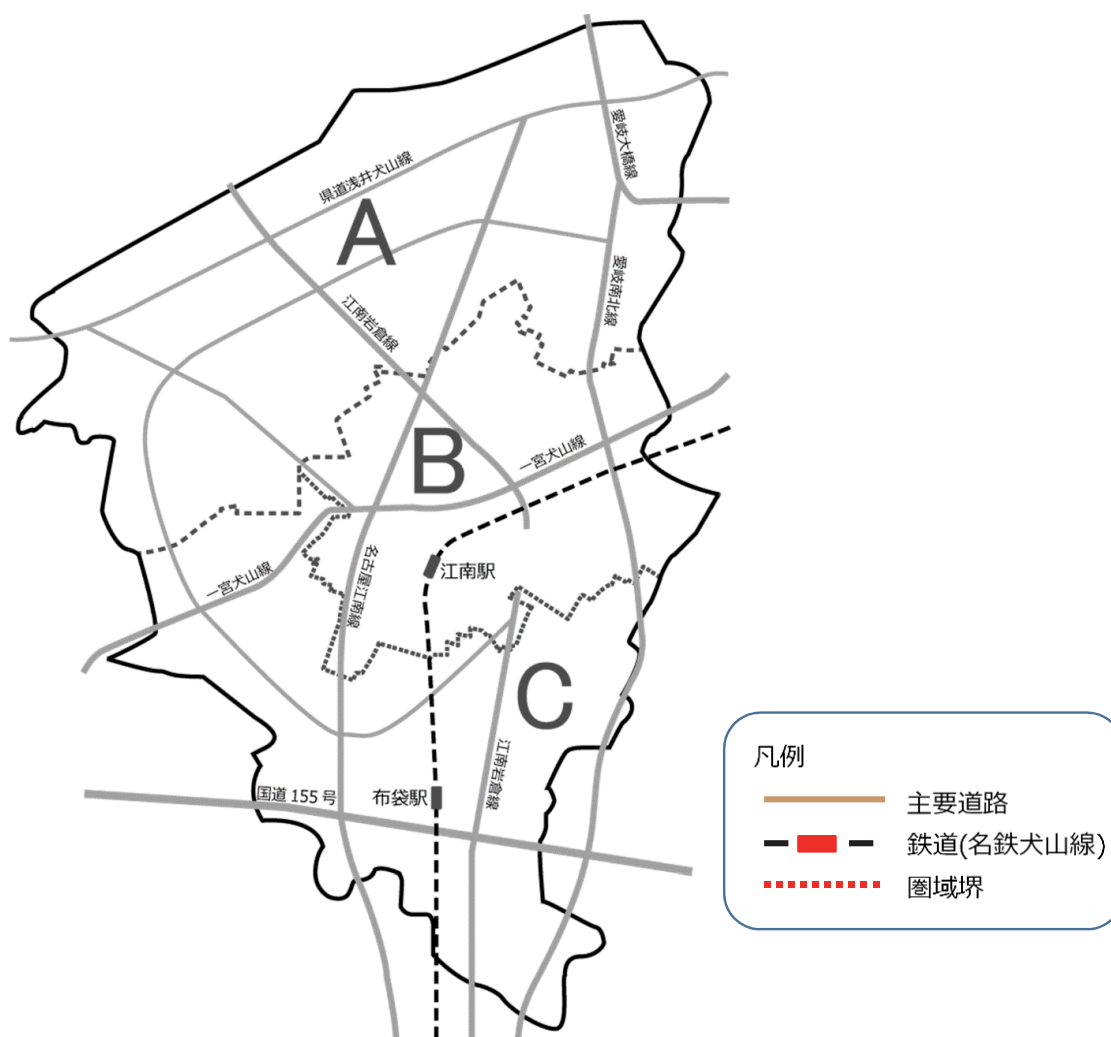 愛岐大橋線
県道浅井犬山線
A
愛岐南北線
江南岩倉線
B
一宮犬山線
名古屋江南線
江南駅
一宮犬山線
C
江南岩倉線
国道 155 号
布袋駅
凡例
主要道路
鉄道(名鉄犬山線)
圏域堺